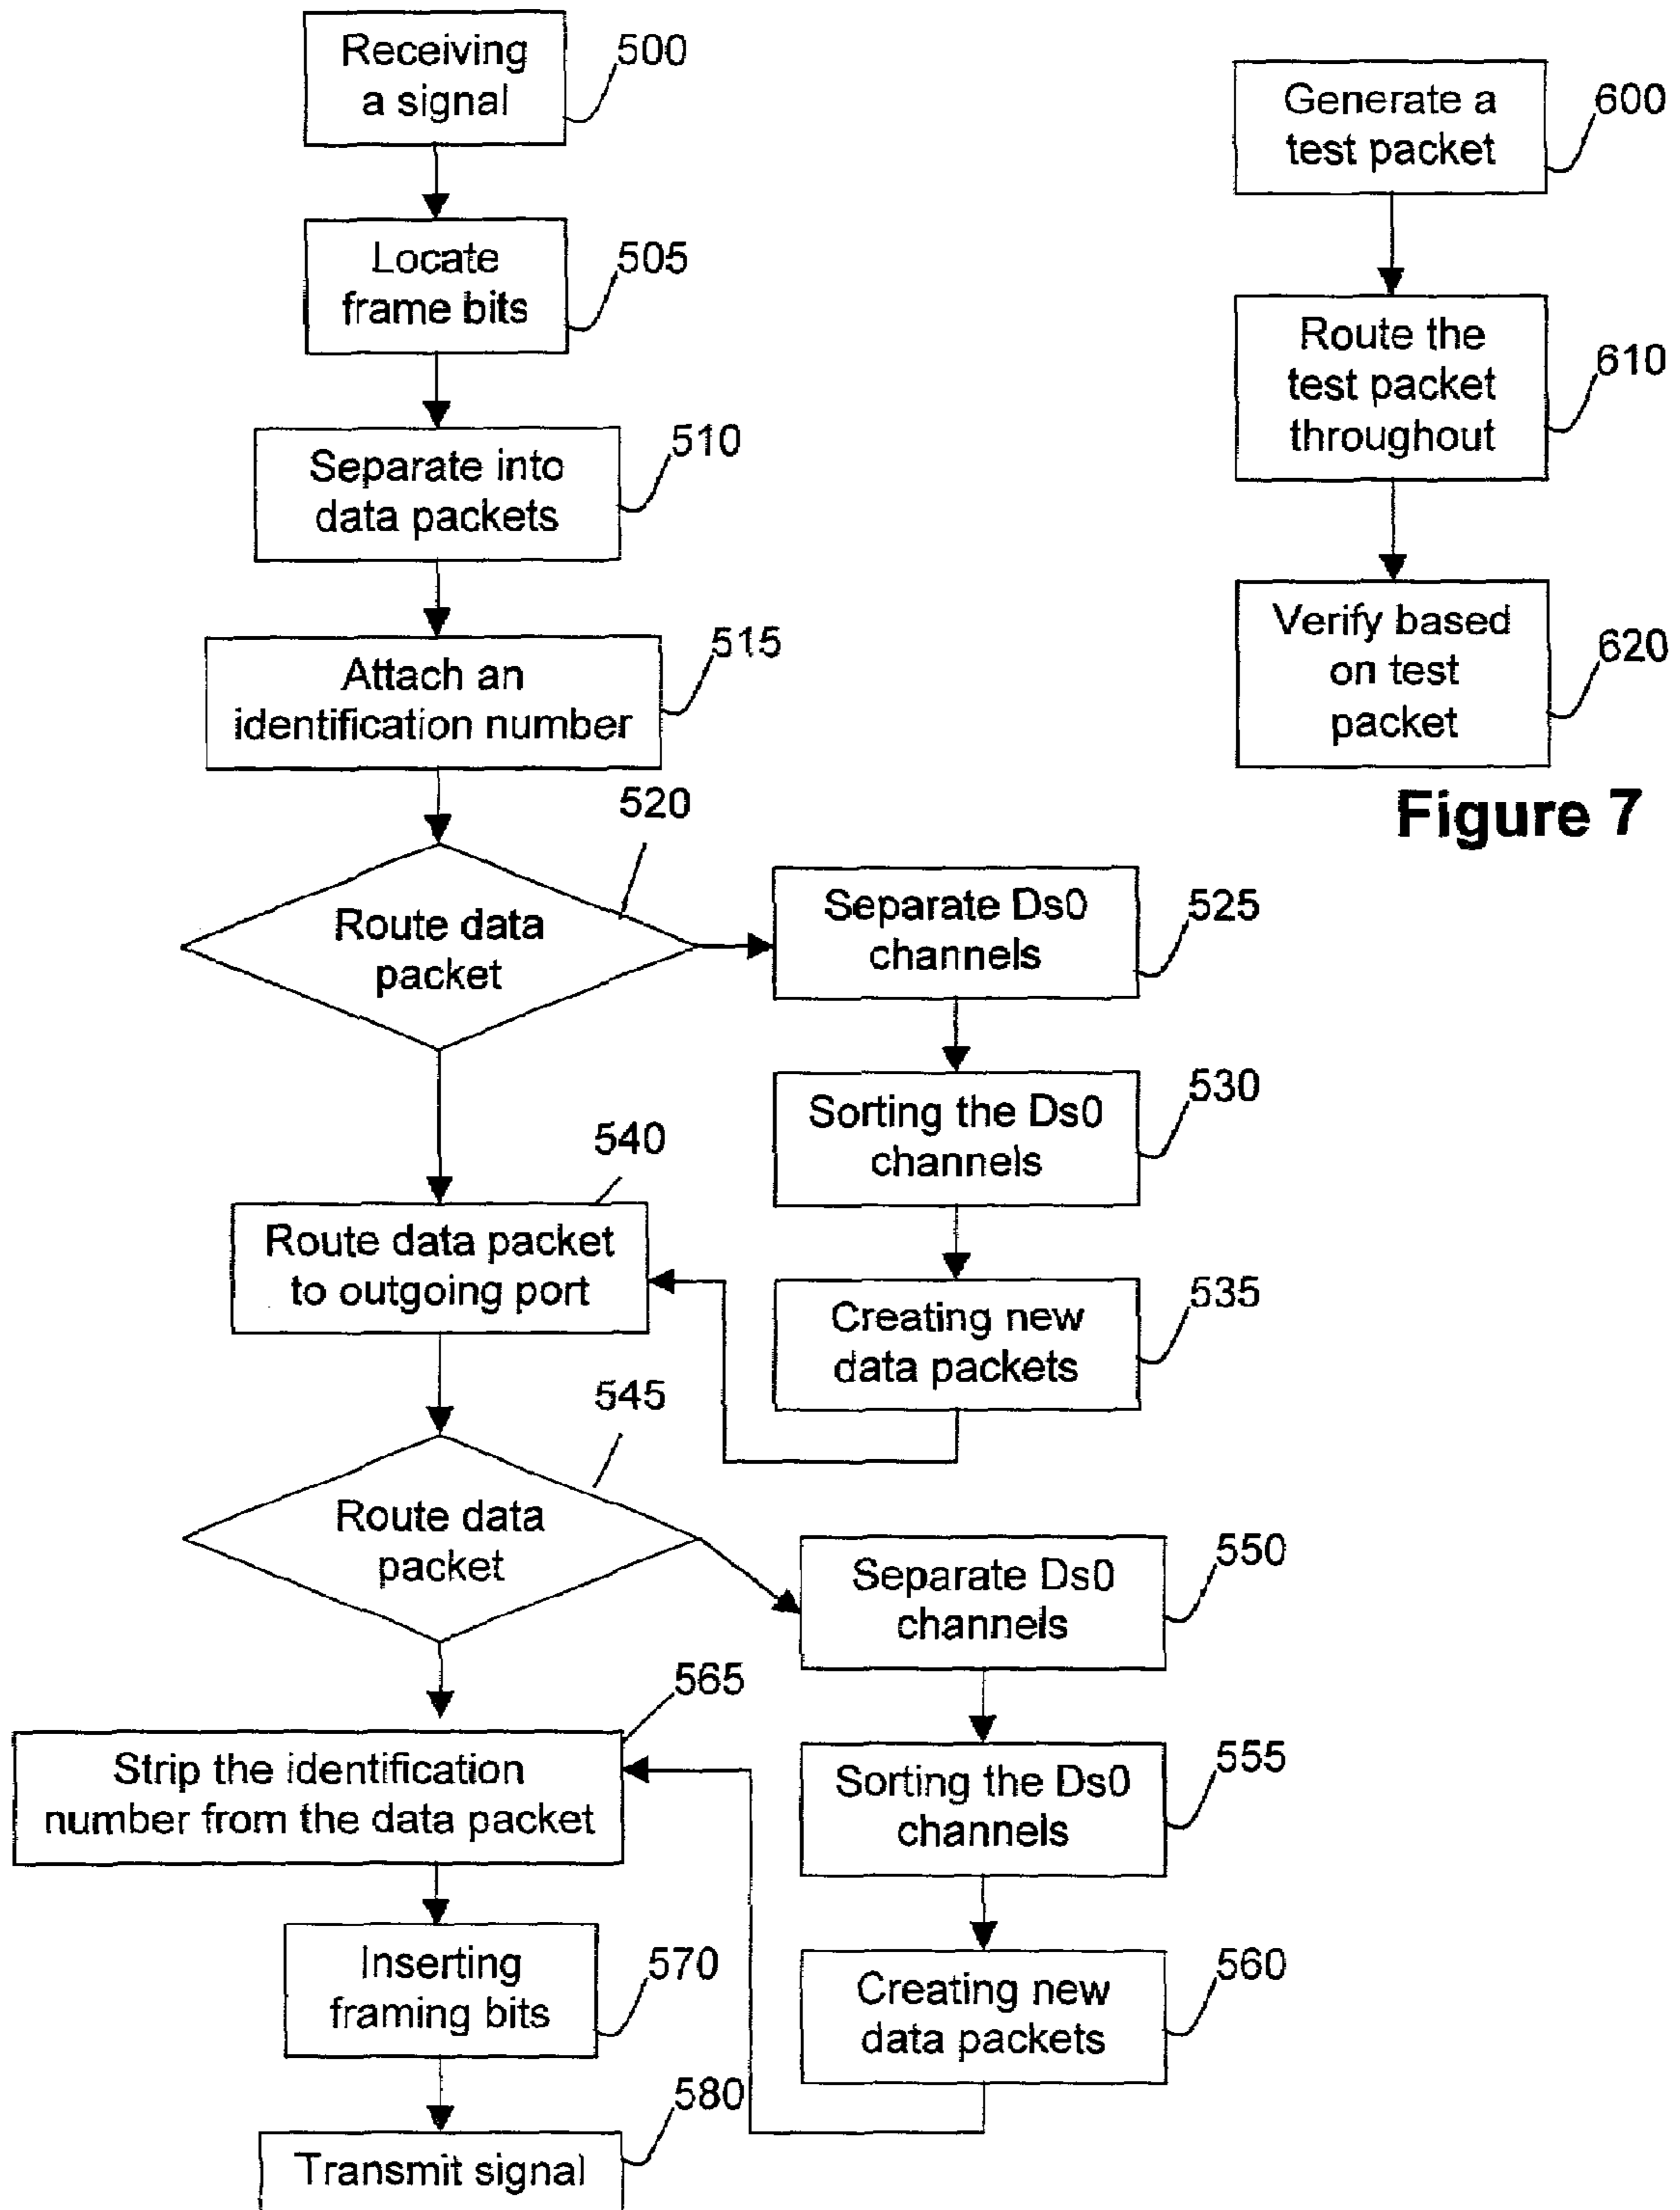 Receiving
a signal
500
Locate
frame bits
505
Separate into
data packets
510
Attach an
identification number
515
Route data
packet
520
Separate Ds0
channels
525
Sorting the Ds0
channels
530
Creating new
data packets
535
Route data packet
to outgoing port
540
Route data
packet
545
Separate Ds0
channels
550
Sorting the Ds0
channels
555
Creating new
data packets
560
Strip the identification
number from the data packet
565
Inserting
framing bits
570
Transmit signal
580
Generate a
test packet
600
Route the
test packet
throughout
610
Verify based
on test
packet
620
Figure 7